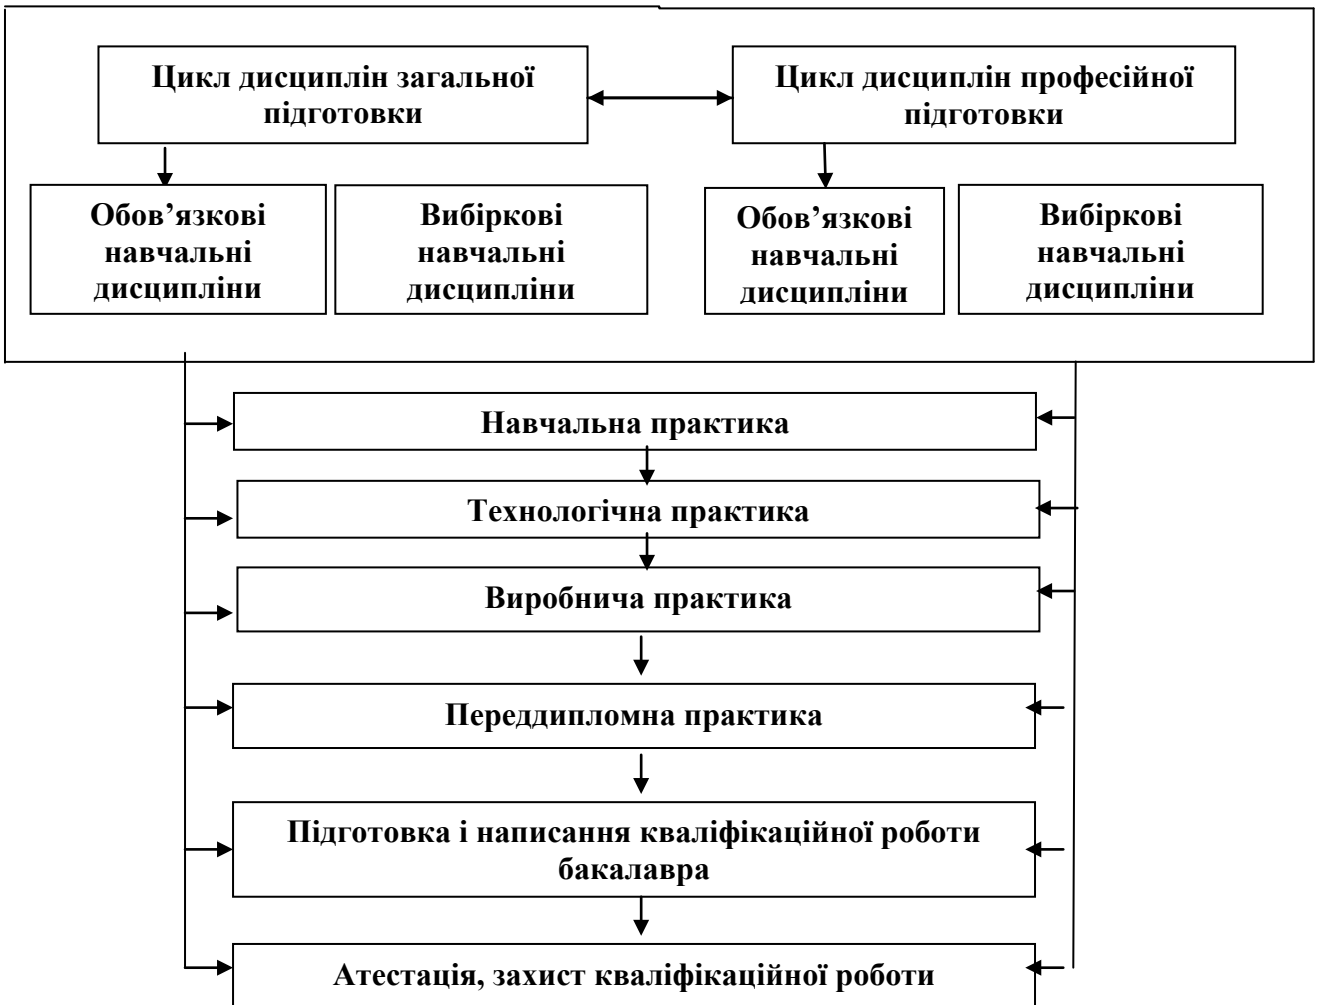 Цикл дисциплін загальної
підготовки
Цикл дисциплін професійної
підготовки
Обов’язкові
навчальні
дисципліни
Вибіркові
навчальні
дисципліни
Обов’язкові
навчальні
дисципліни
Вибіркові
навчальні
дисципліни
Навчальна практика
Технологічна практика
Виробнича практика
Переддипломна практика
Підготовка і написання кваліфікаційної роботи
бакалавра
Атестація, захист кваліфікаційної роботи